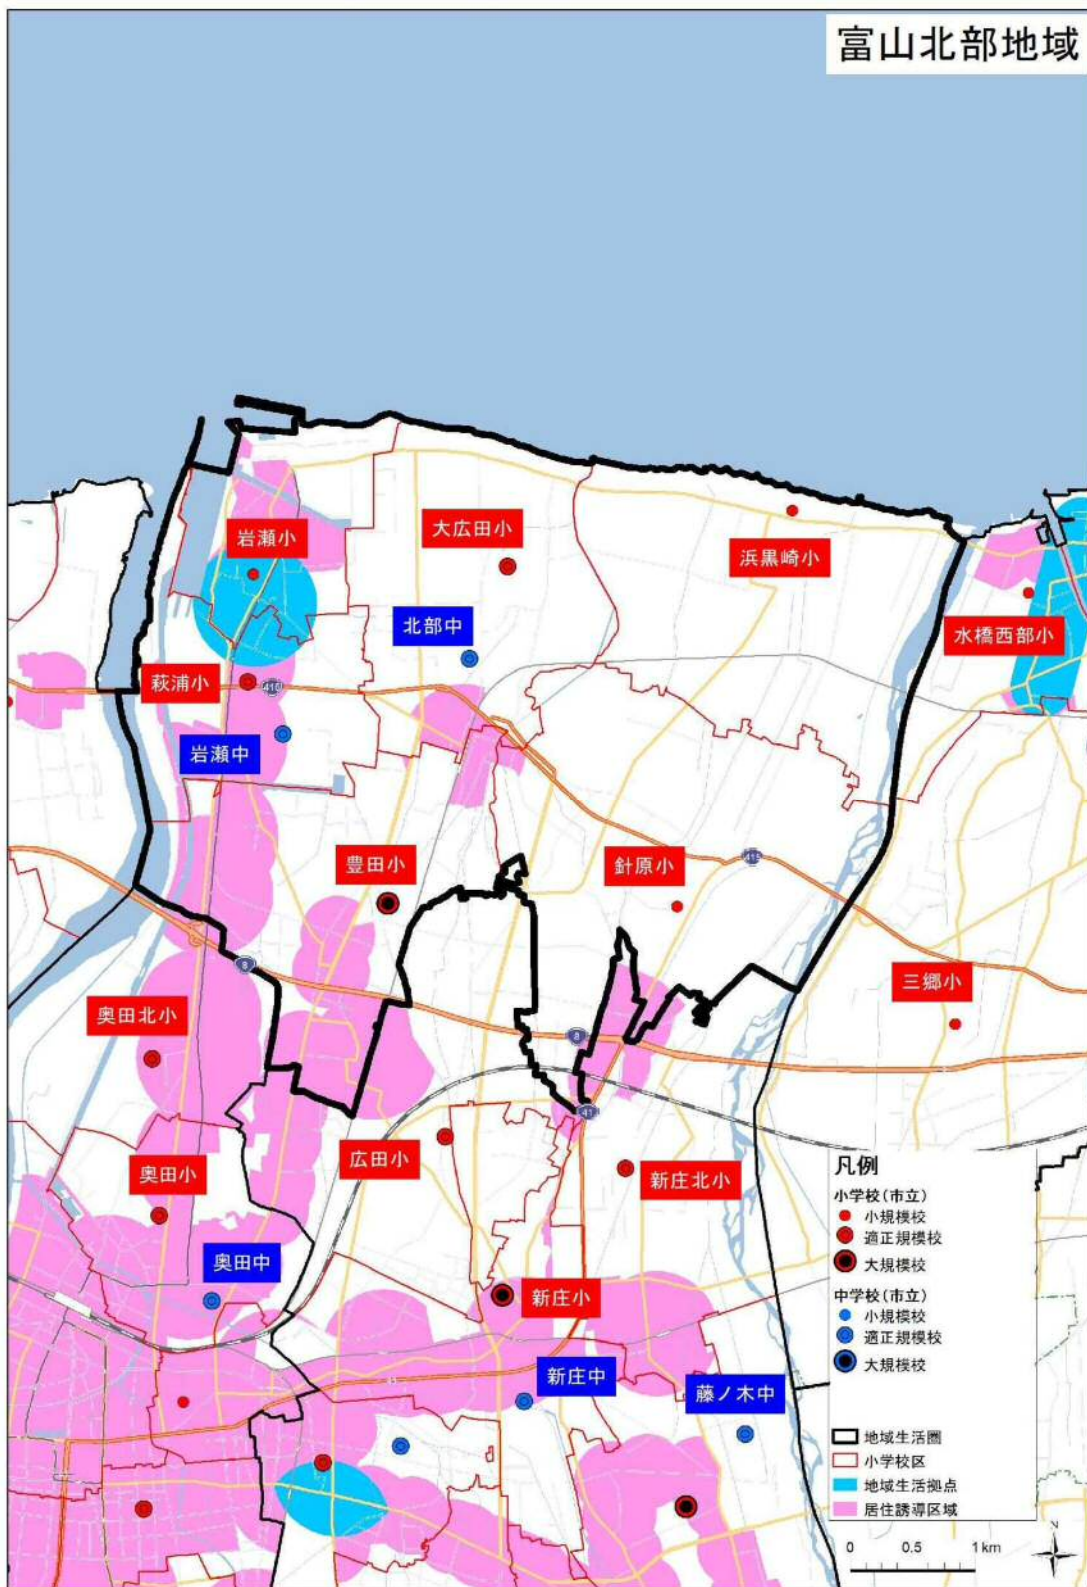 富山北部地域
岩瀬小
大広田小
浜黒崎小
北部中
水橋西部小
萩浦小
415
岩瀬中
豊田小
針原小
415
8
三郷小
奥田北小
8
41
広田小
新庄北小
奥田小
奥田中
新庄小
新庄中
藤ノ木中
凡例
小学校(市立)
小規模校
適正規模校
大規模校
中学校(市立)
小規模校
適正規模校
大規模校
地域生活圏
小学校区
地域生活拠点
居住誘導区域
0 0.5 1km